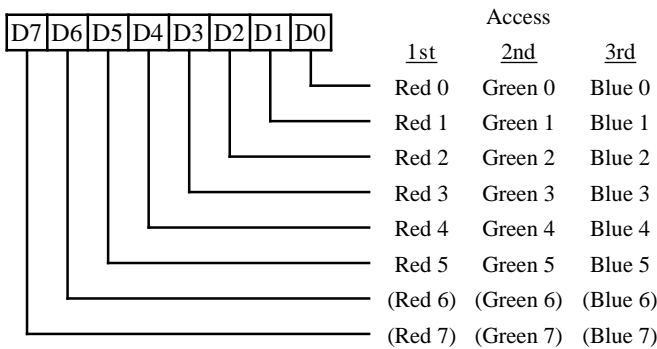 Access
D7 D6 D5 D4 D3 D2 D1 D0
1st 2nd 3rd
Red 0 Green 0 Blue 0
Red 1 Green 1 Blue 1
Red 2 Green 2 Blue 2
Red 3 Green 3 Blue 3
Red 4 Green 4 Blue 4
Red 5 Green 5 Blue 5
(Red 6) (Green 6) (Blue 6)
(Red 7) (Green 7) (Blue 7)